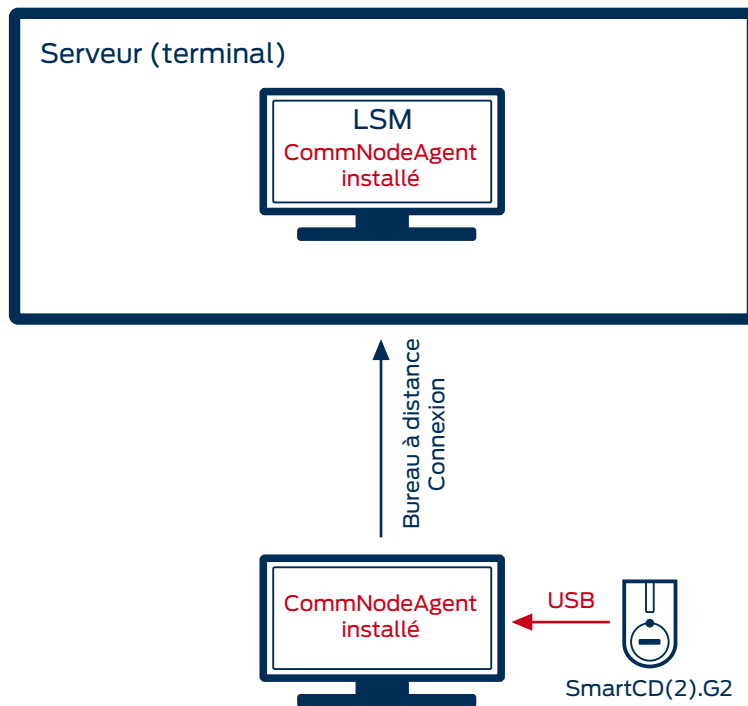 Serveur (terminal)
LSM
CommNodeAgent
installé
Bureau à distance
Connexion
CommNodeAgent
installé
USB
SmartCD(2).G2